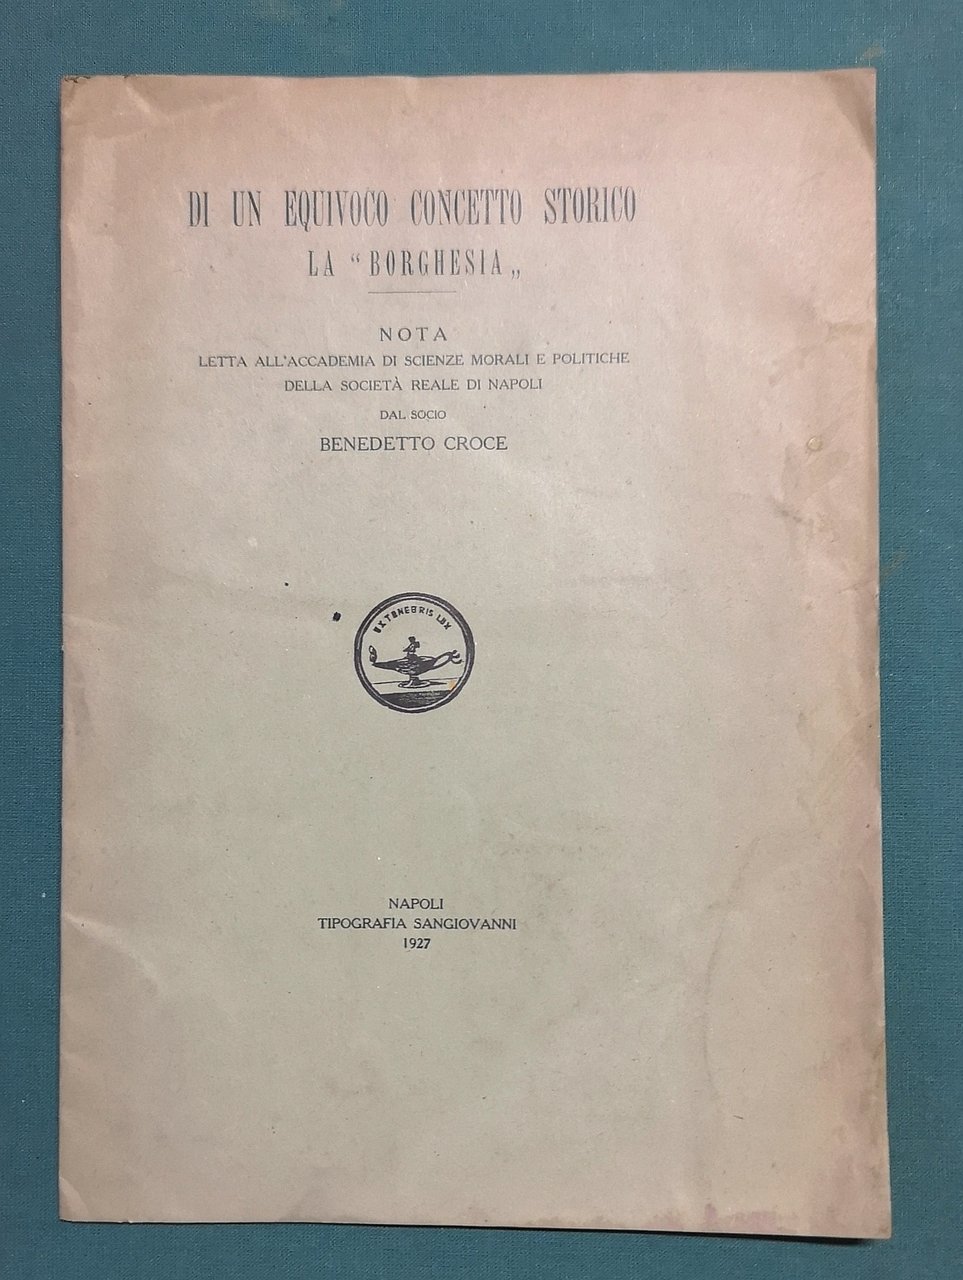 DI UN EQUIVOCO CONCETTO STORICO
LA “BORGHESIA„
NOTA
LETTA ALL'ACCADEMIA DI SCIENZE MORALI E POLITICHE
DELLA SOCIETÀ REALE DI NAPOLI
DAL SOCIO
BENEDETTO CROCE
EX TENEBRIS LUX
NAPOLI
TIPOGRAFIA SANGIOVANNI
1927